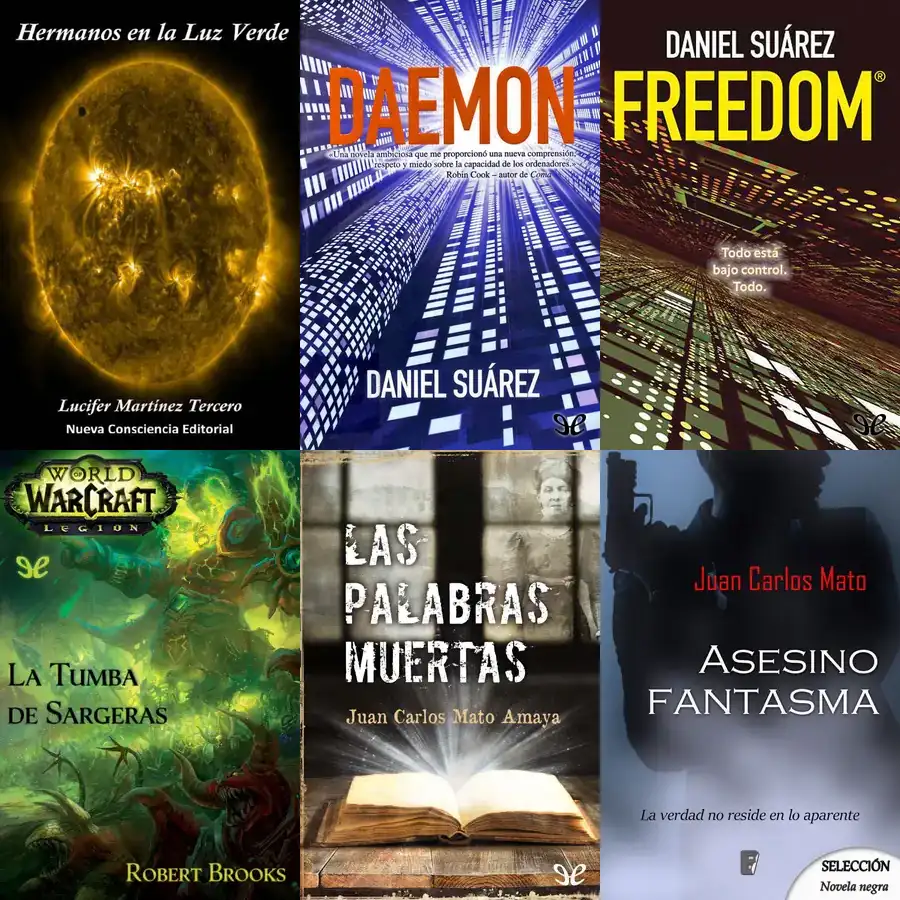 Hermanos en la Luz Verde
Lucifer Martínez Tercero
Nueva Consciencia Editorial
DAEMON
«Una novela ambiciosa que me proporcionó una nueva comprensión,
respeto y miedo sobre la capacidad de los ordenadores.»
Robin Cook – autor de Coma
DANIEL SUÁREZ
DANIEL SUÁREZ
FREEDOM®
Todo está
bajo control.
Todo.
WORLD
OF
WARCRAFT
LEGION
LA TUMBA
DE SARGERAS
ROBERT BROOKS
LAS
PALABRAS
MUERTAS
Juan Carlos Mato Amaya
Juan Carlos Mato
ASESINO
FANTASMA
La verdad no reside en lo aparente
SELECCIÓN
Novela negra